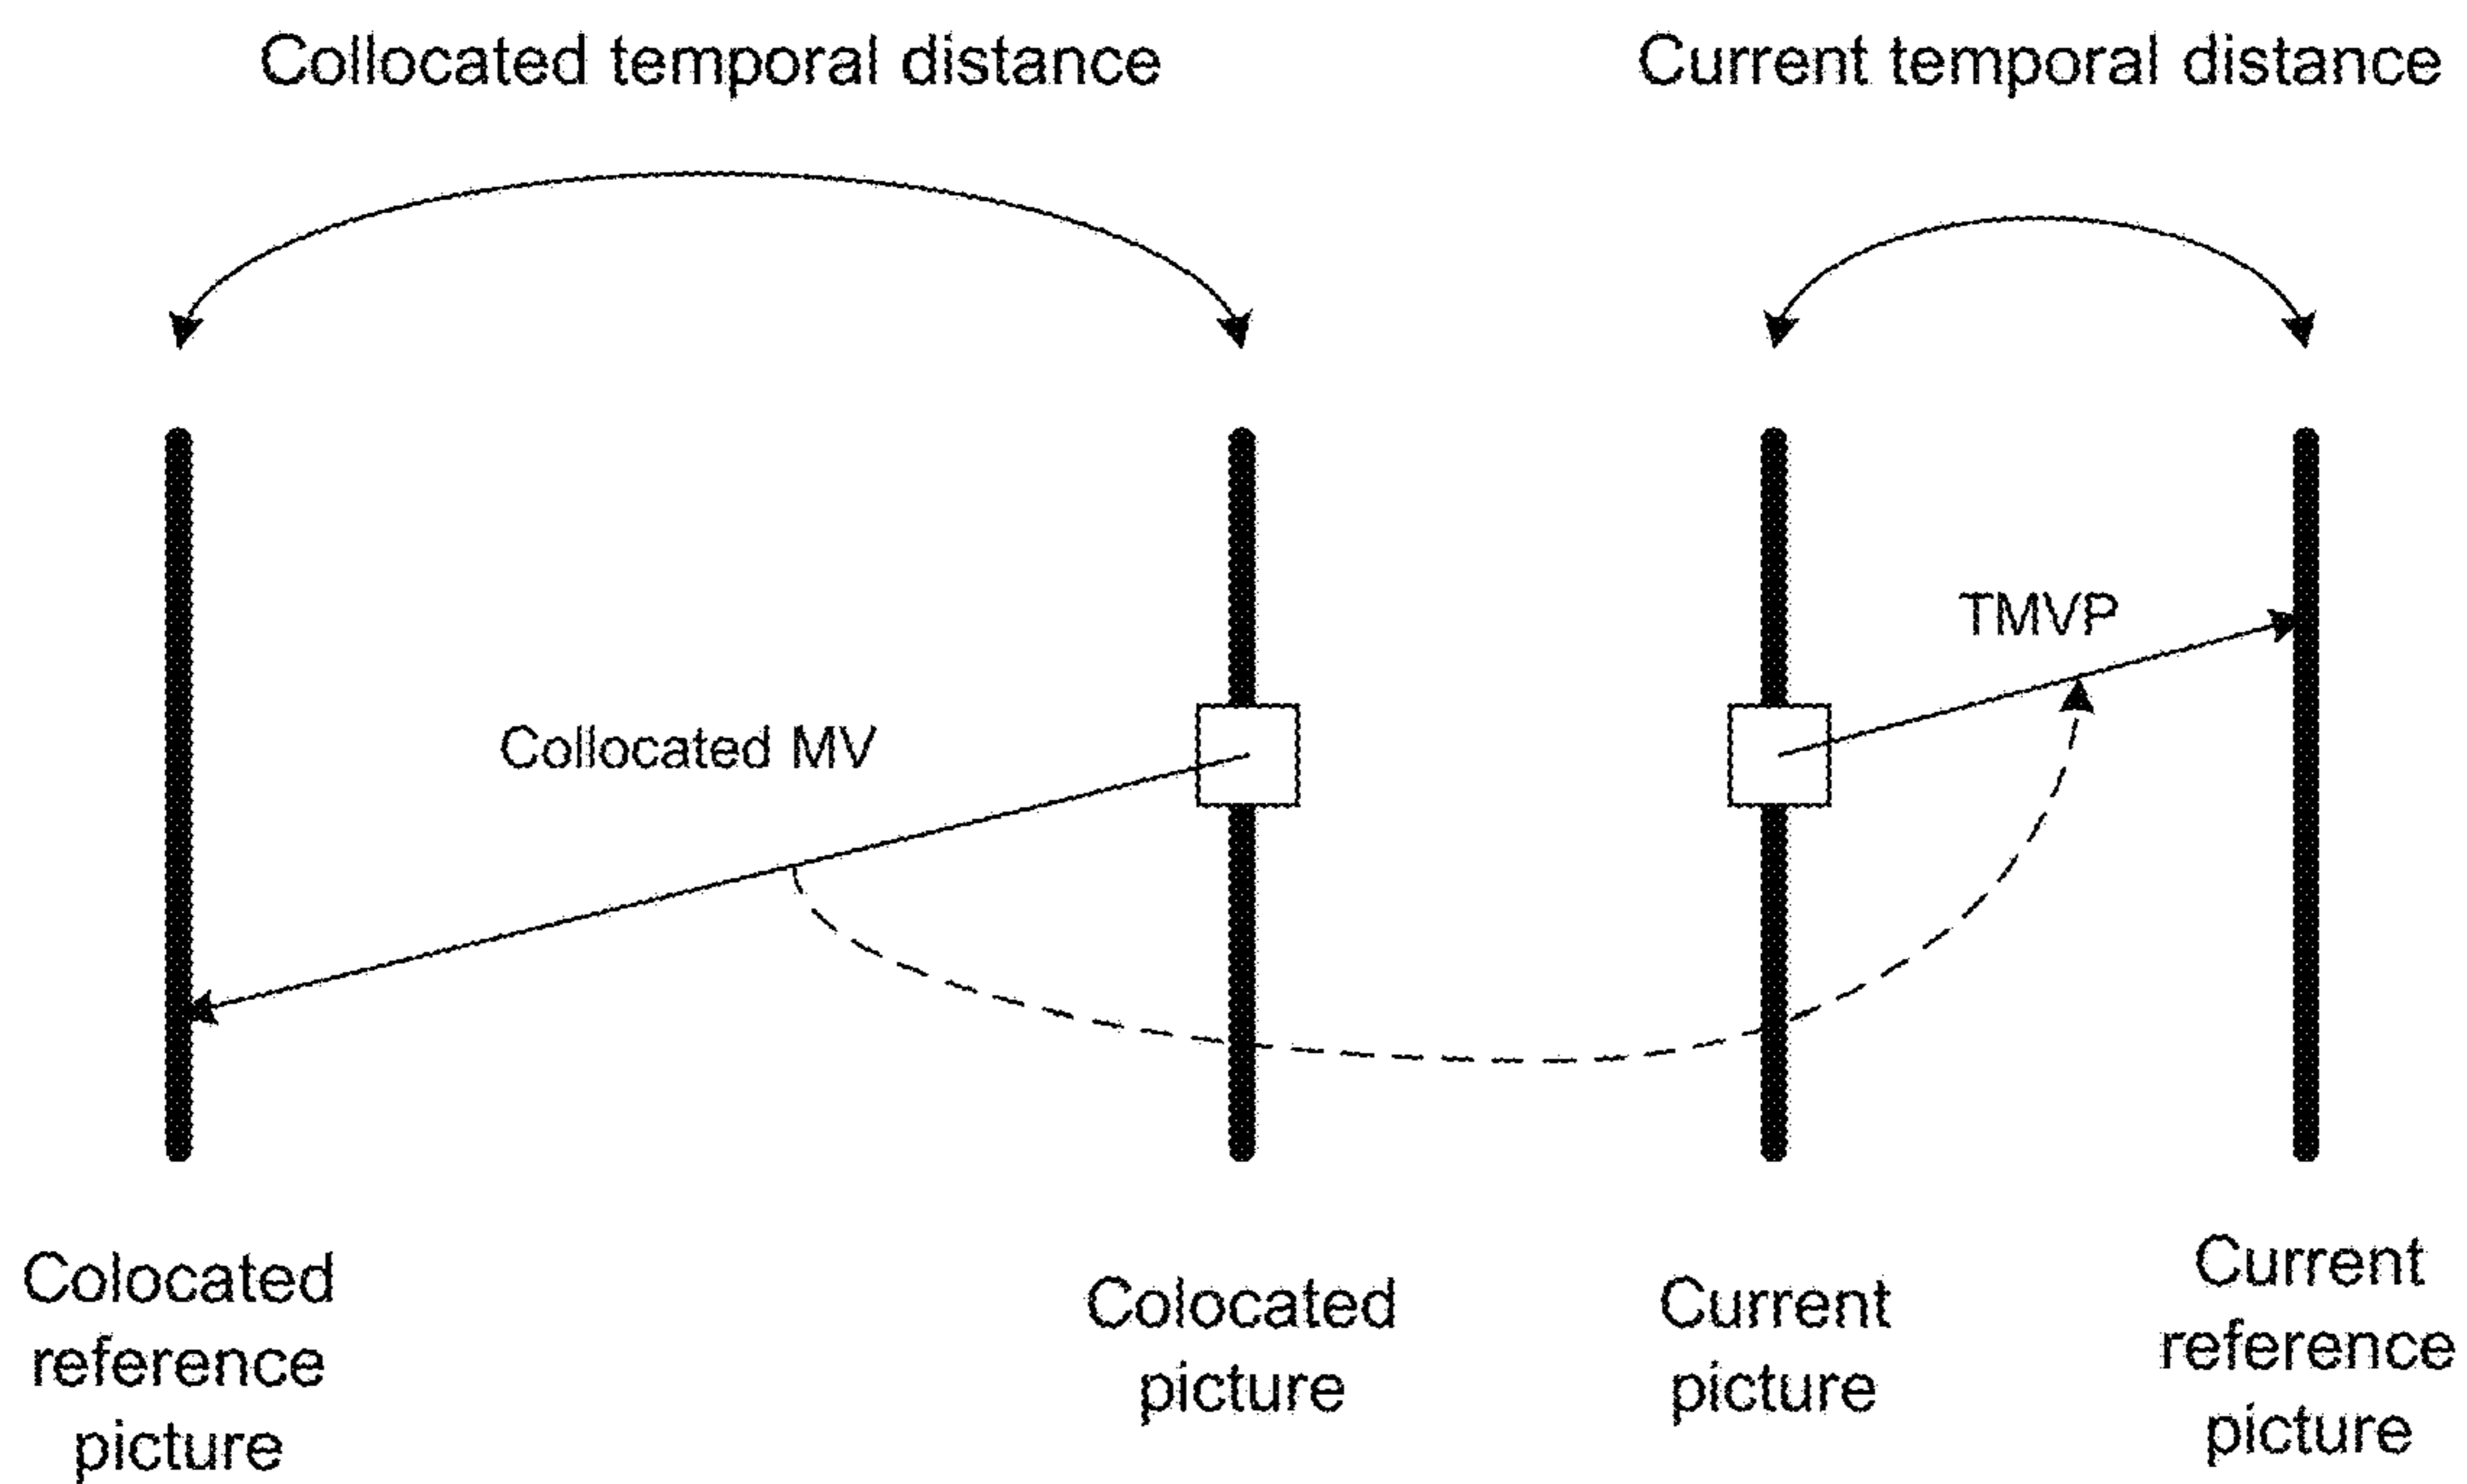 Collocated temporal distance
Current temporal distance
TMVP
Collocated MV
Colocated
reference
picture
Colocated
picture
Current
picture
Current
reference
picture